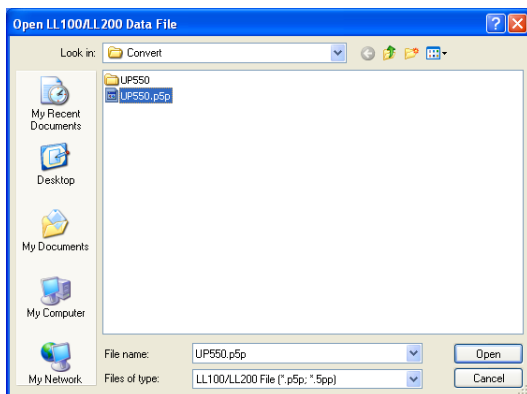 Open LL100/LL200 Data File
Look in:
Convert
UP550
UP550.p5p
My Recent
Documents
Desktop
My Documents
My Computer
My Network
File name:
UP550.p5p
Open
Files of type:
LL100/LL200 File (*.p5p; *.5pp)
Cancel